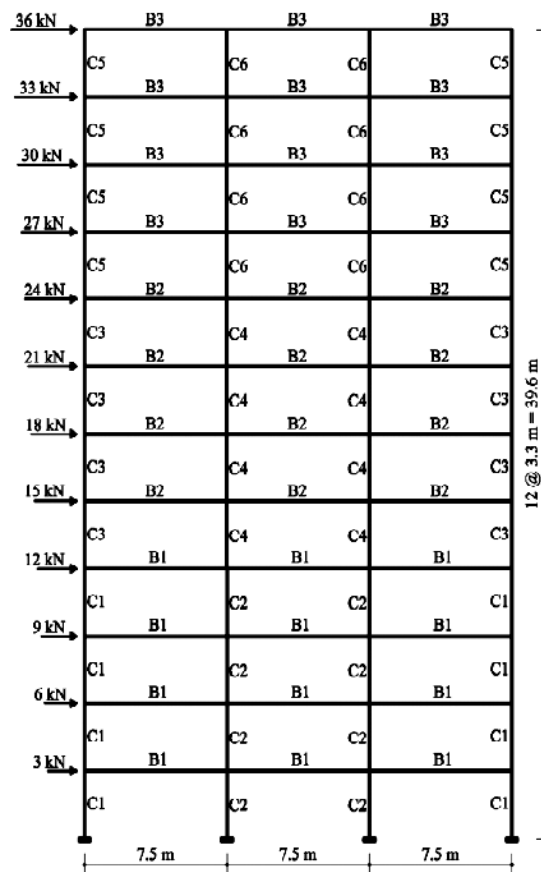 36 kN B3 B3 B3
C5 C6 C6 C5
33 kN B3 B3 B3
C5 C6 C6 C5
30 kN B3 B3 B3
C5 C6 C6 C5
27 kN B3 B3 B3
C5 C6 C6 C5
24 kN B2 B2 B2
C3 C4 C4 C3
21 kN B2 B2 B2
C3 C4 C4 C3
18 kN B2 B2 B2
C3 C4 C4 C3
15 kN B2 B2 B2
C3 C4 C4 C3
12 kN B1 B1 B1
C1 C2 C2 C1
9 kN B1 B1 B1
C1 C2 C2 C1
6 kN B1 B1 B1
C1 C2 C2 C1
3 kN B1 B1 B1
C1 C2 C2 C1
7.5 m 7.5 m 7.5 m
12 @ 3.3 m = 39.6 m